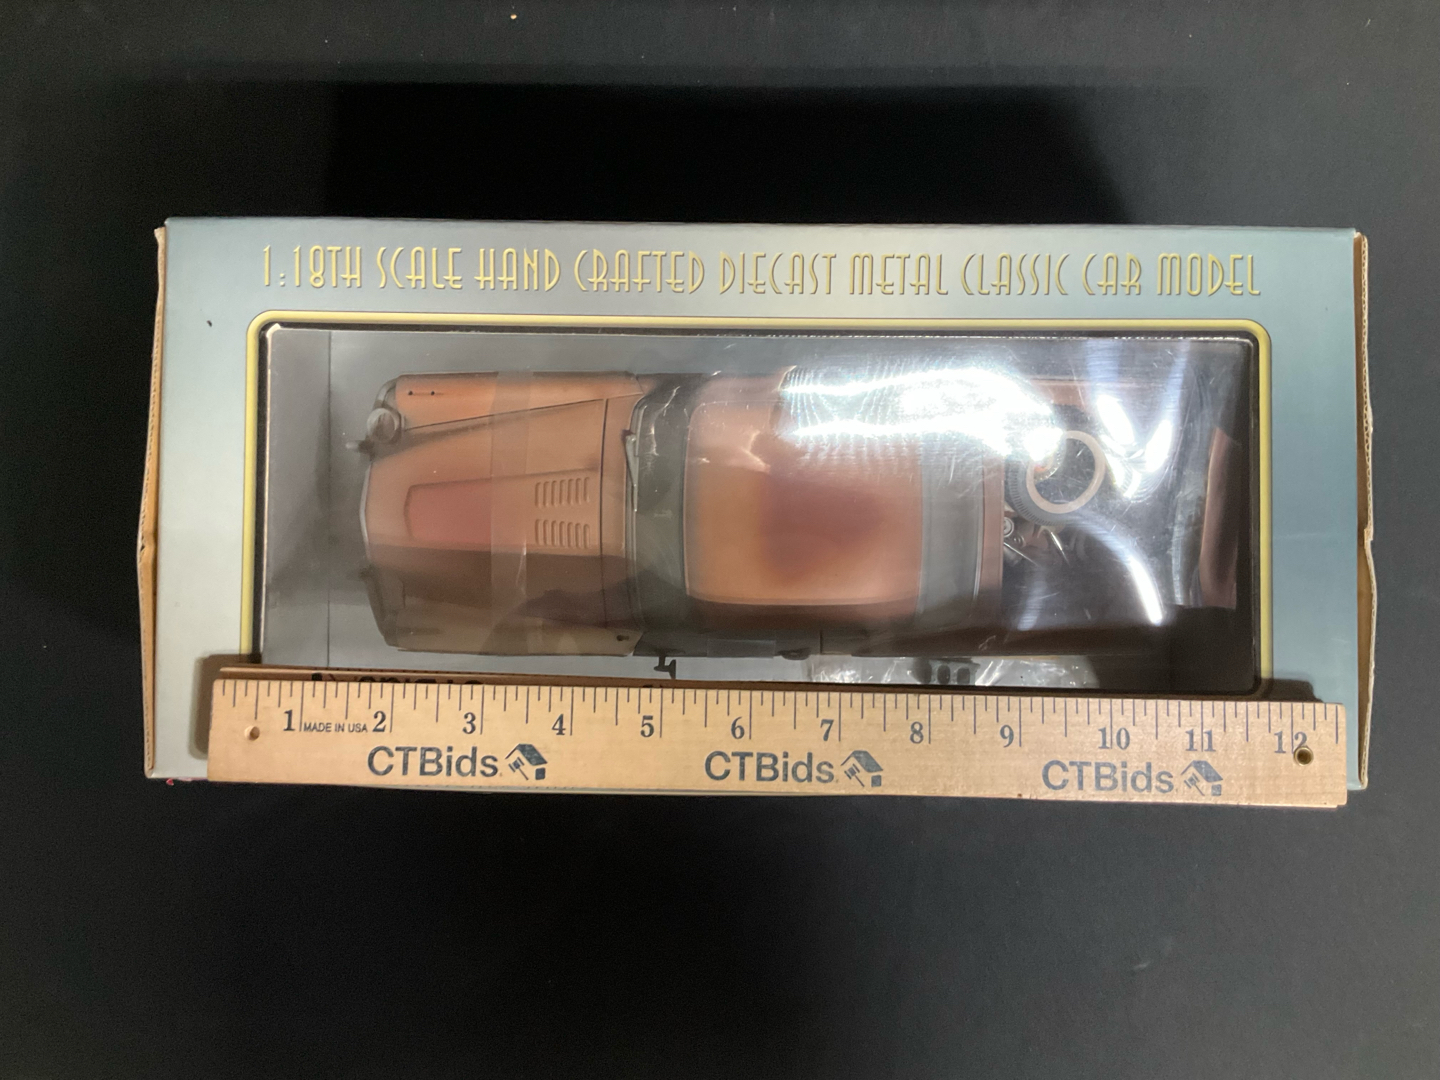 1:18TH SCALE HAND CRAFTED DIECAST METAL CLASSIC CAR MODEL
1 MADE IN USA 2 3 4 5 6 7 8 9 10 11 12
CTBids CTBids CTBids